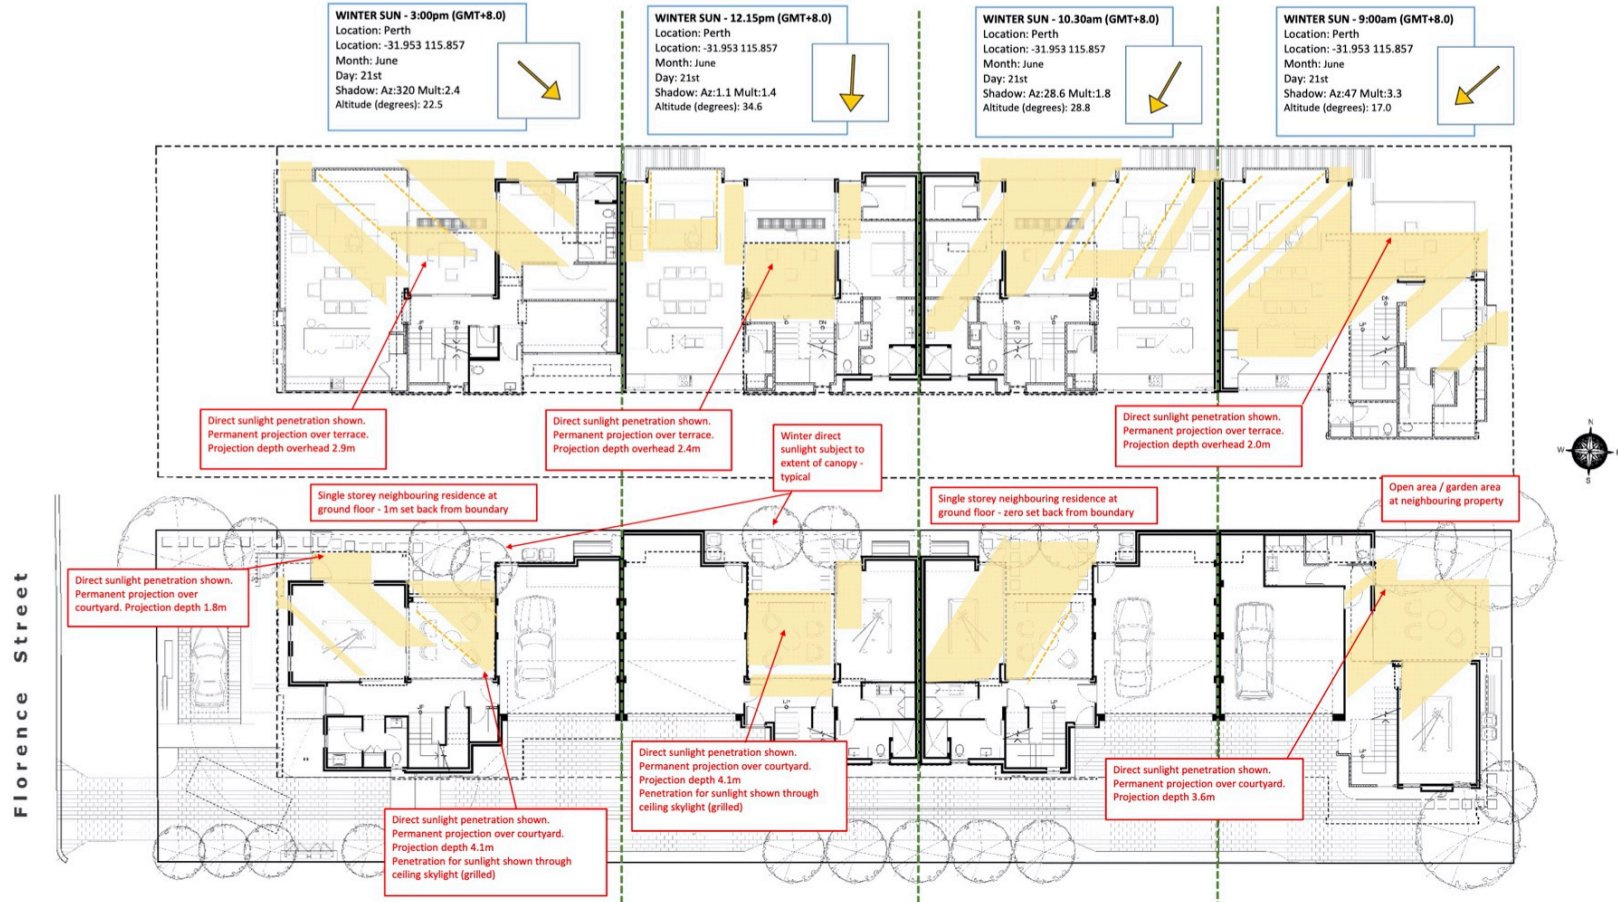 WINTER SUN - 3:00pm (GMT+8.0)
Location: Perth
Location: -31.953 115.857
Month: June
Day: 21st
Shadow: Az:320 Mult:2.4
Altitude (degrees): 22.5
WINTER SUN - 12.15pm (GMT+8.0)
Location: Perth
Location: -31.953 115.857
Month: June
Day: 21st
Shadow: Az:1.1 Mult:1.4
Altitude (degrees): 34.6
WINTER SUN - 10.30am (GMT+8.0)
Location: Perth
Location: -31.953 115.857
Month: June
Day: 21st
Shadow: Az:28.6 Mult:1.8
Altitude (degrees): 28.8
WINTER SUN - 9:00am (GMT+8.0)
Location: Perth
Location: -31.953 115.857
Month: June
Day: 21st
Shadow: Az:47 Mult:3.3
Altitude (degrees): 17.0
Direct sunlight penetration shown.
Permanent projection over terrace.
Projection depth overhead 2.9m
Direct sunlight penetration shown.
Permanent projection over terrace.
Projection depth overhead 2.4m
Winter direct
sunlight subject to
extent of canopy -
typical
Direct sunlight penetration shown.
Permanent projection over terrace.
Projection depth overhead 2.0m
N
W
S
Single storey neighbouring residence at
ground floor - 1m set back from boundary
Single storey neighbouring residence at
ground floor - zero set back from boundary
Open area / garden area
at neighbouring property
Direct sunlight penetration shown.
Permanent projection over
courtyard. Projection depth 1.8m
Florence Street
Direct sunlight penetration shown.
Permanent projection over courtyard.
Projection depth 4.1m
Penetration for sunlight shown through
ceiling skylight (grilled)
Direct sunlight penetration shown.
Permanent projection over courtyard.
Projection depth 4.1m
Penetration for sunlight shown through
ceiling skylight (grilled)
Direct sunlight penetration shown.
Permanent projection over courtyard.
Projection depth 3.6m